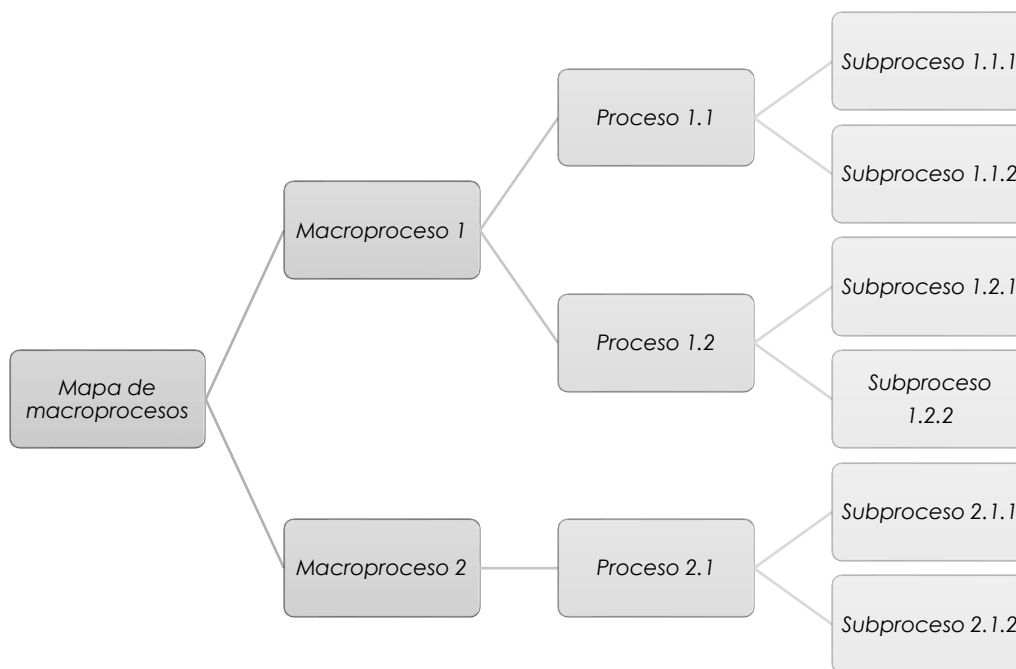 Subproceso 1.1.1
Proceso 1.1
Subproceso 1.1.2
Macroproceso 1
Subproceso 1.2.1
Proceso 1.2
Subproceso
1.2.2
Mapa de
macroprocesos
Subproceso 2.1.1
Macroproceso 2
Proceso 2.1
Subproceso 2.1.2